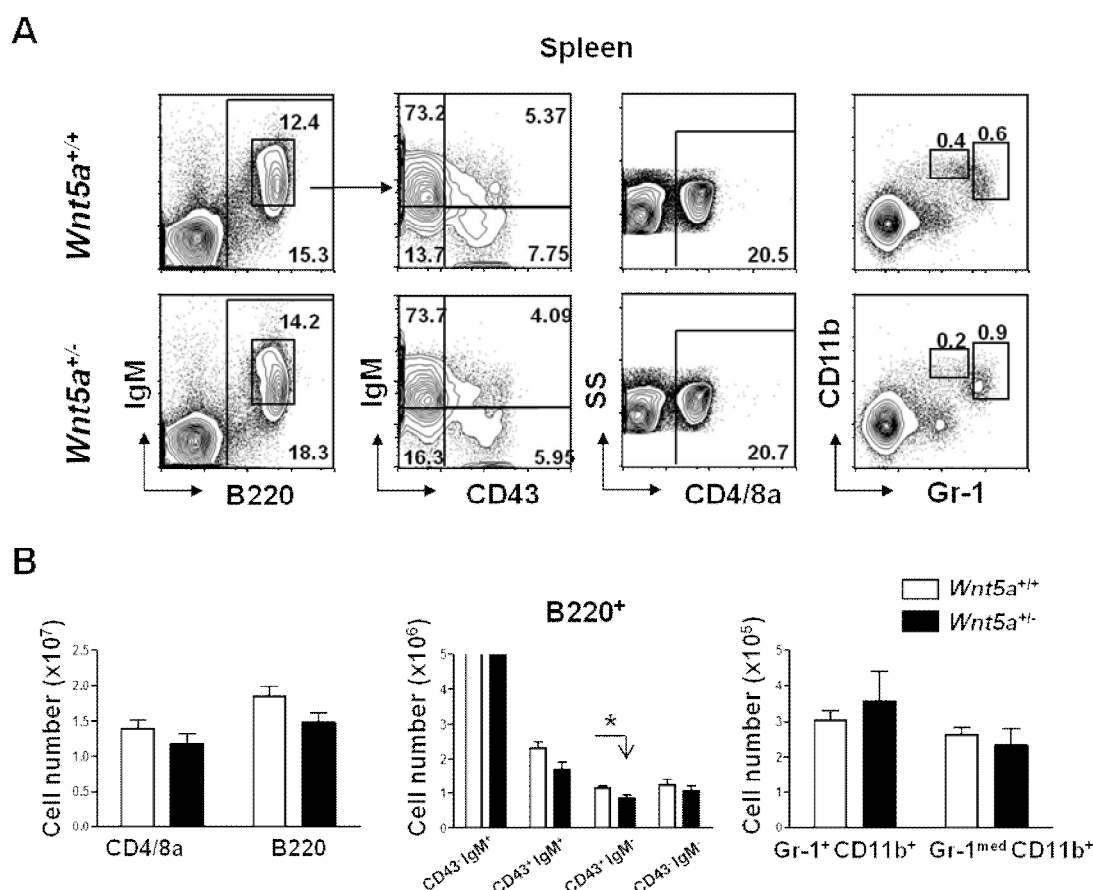 A
Spleen
Wnt5a+/+
12.4
15.3
73.2 5.37
13.7 7.75
20.5
0.4 0.6
Wnt5a+/-
14.2
18.3
73.7 4.09
16.3 5.95
20.7
0.2 0.9
IgM
B220
IgM
CD43
SS
CD4/8a
CD11b
Gr-1
B
Wnt5a+/+
Wnt5a+/-
Cell number (x10⁷)
2.5
2.0
1.5
1.0
0.5
0.0
CD4/8a B220
B220⁺
Cell number (x10⁶)
5
4
3
2
1
0
*
CD43⁻IgM⁺
CD43⁺IgM⁺
CD43⁺IgM⁻
CD43⁻IgM⁻
Cell number (x10⁵)
5
4
3
2
1
0
Gr-1⁺CD11b⁺ Gr-1ᵐᵉᵈCD11b⁺